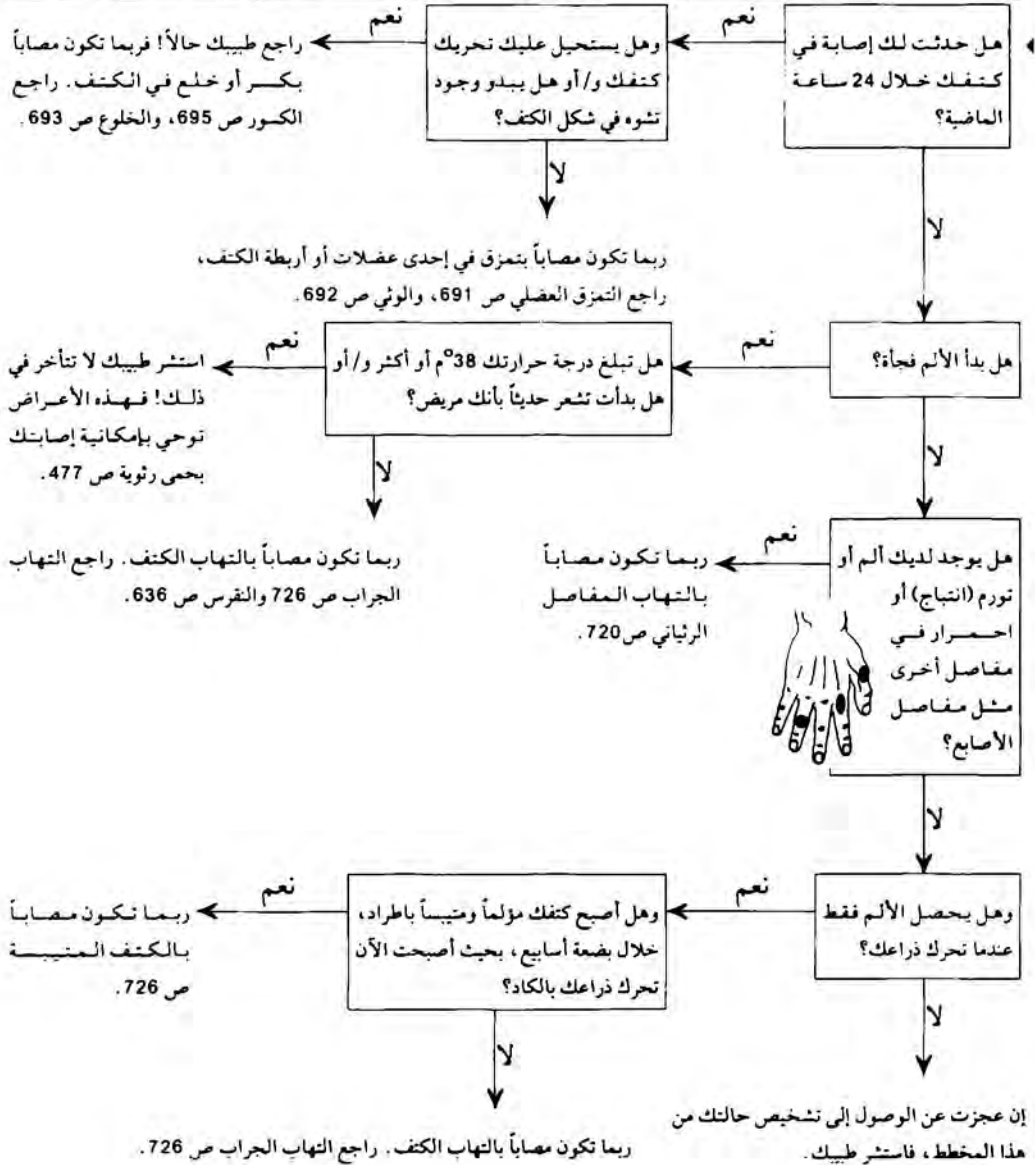 هل حدثت لك إصابة في
كتفك خلال 24 ساعة
الماضية؟
نعم
وهل يستحيل عليك تحريك
كتفك و/أو هل يبدو وجود
تشوه في شكل الكتف؟
نعم
راجع طبيبك حالاً! فربما تكون مصاباً
بكسر أو خلع في الكتف. راجع
الكسور ص 695، والخلوع ص 693.
لا
ربما تكون مصاباً بتمزق في إحدى عضلات أو أربطة الكتف،
راجع التمزق العضلي ص 691، والوثي ص 692.
لا
هل بدأ الألم فجأة؟
نعم
هل تبلغ درجة حرارتك 38°م أو أكثر و/أو
هل بدأت تشعر حديثاً بأنك مريض؟
نعم
استشر طبيبك لا تتأخر في
ذلك! فهذه الأعراض
توحي بإمكانية إصابتك
بحمى رثوية ص 477.
لا
ربما تكون مصاباً بالتهاب الكتف. راجع التهاب
الجراب ص 726 والنقرس ص 636.
لا
هل يوجد لديك ألم أو
تورم (انتباج) أو
احمرار في
مفاصل أخرى
مثل مفاصل
الأصابع؟
نعم
ربما تكون مصاباً
بالتهاب المفاصل
الرثياني ص 720.
لا
وهل يحصل الألم فقط
عندما تحرك ذراعك؟
نعم
وهل أصبح كتفك مؤلماً ومتيبساً باطراد،
خلال بضعة أسابيع، بحيث أصبحت الآن
تحرك ذراعك بالكاد؟
نعم
ربما تكون مصاباً
بالكتف المتيبسة
ص 726.
لا
ربما تكون مصاباً بالتهاب الكتف. راجع التهاب الجراب ص 726.
لا
إن عجزت عن الوصول إلى تشخيص حالتك من
هذا المخطط، فاستشر طبيبك.